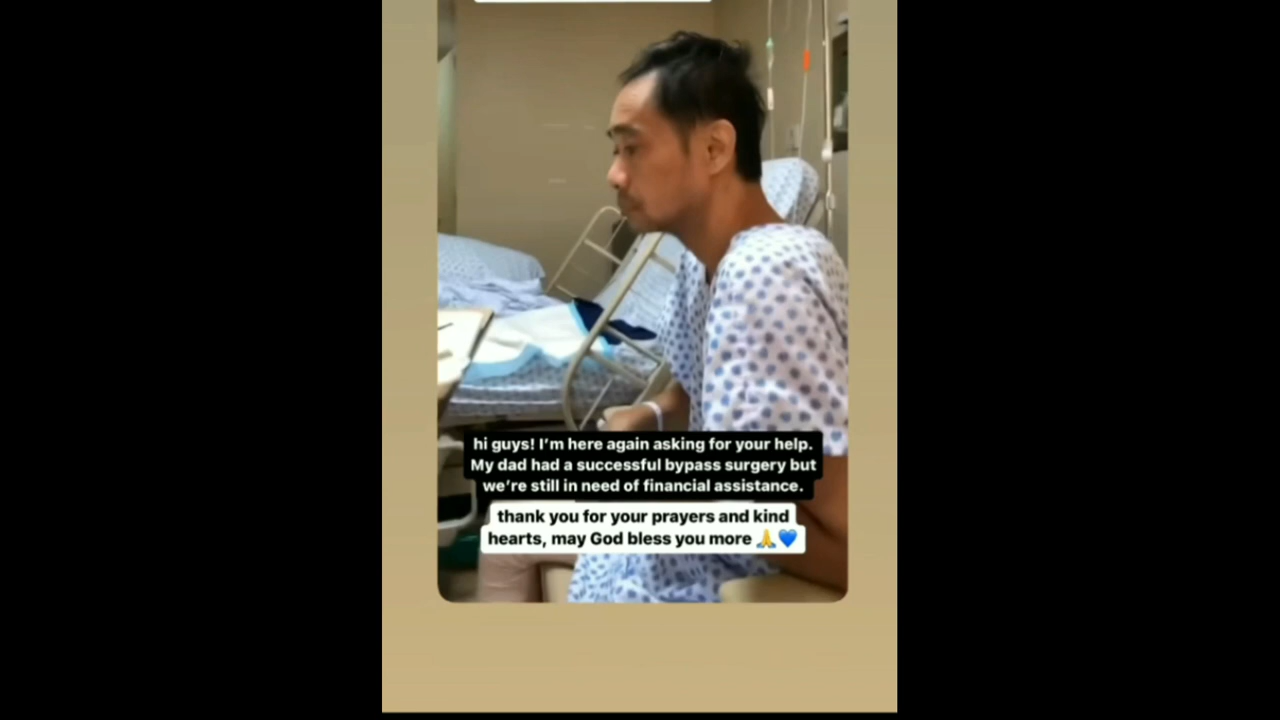 hi guys! I'm here again asking for your help.
My dad had a successful bypass surgery but
we're still in need of financial assistance.
thank you for your prayers and kind
hearts, may God bless you more 🙏💙